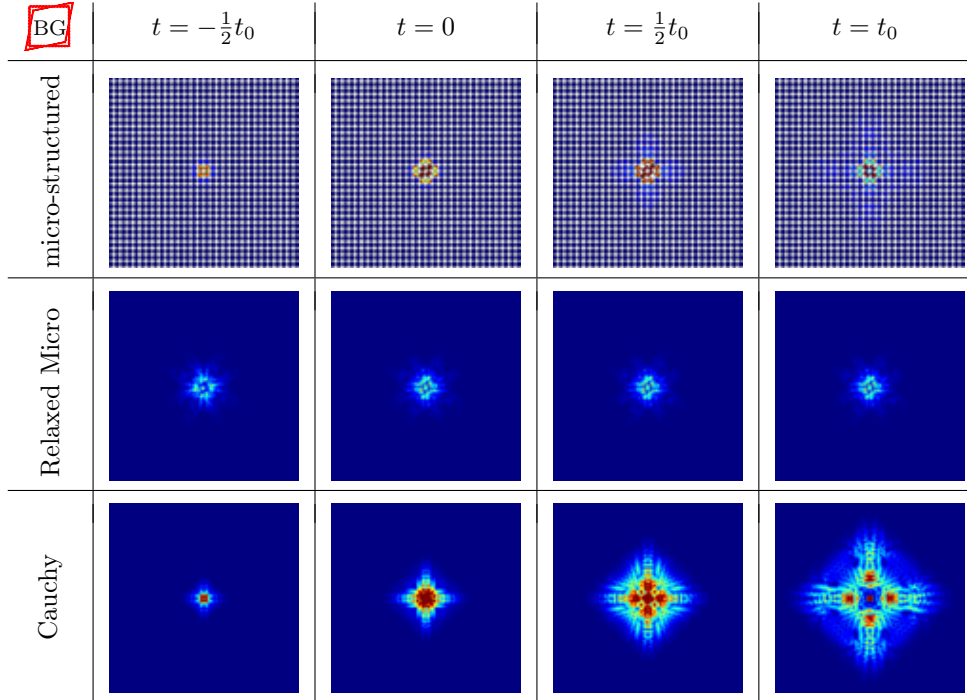 BG
t = −½t₀
t = 0
t = ½t₀
t = t₀
micro-structured
Relaxed Micro
Cauchy